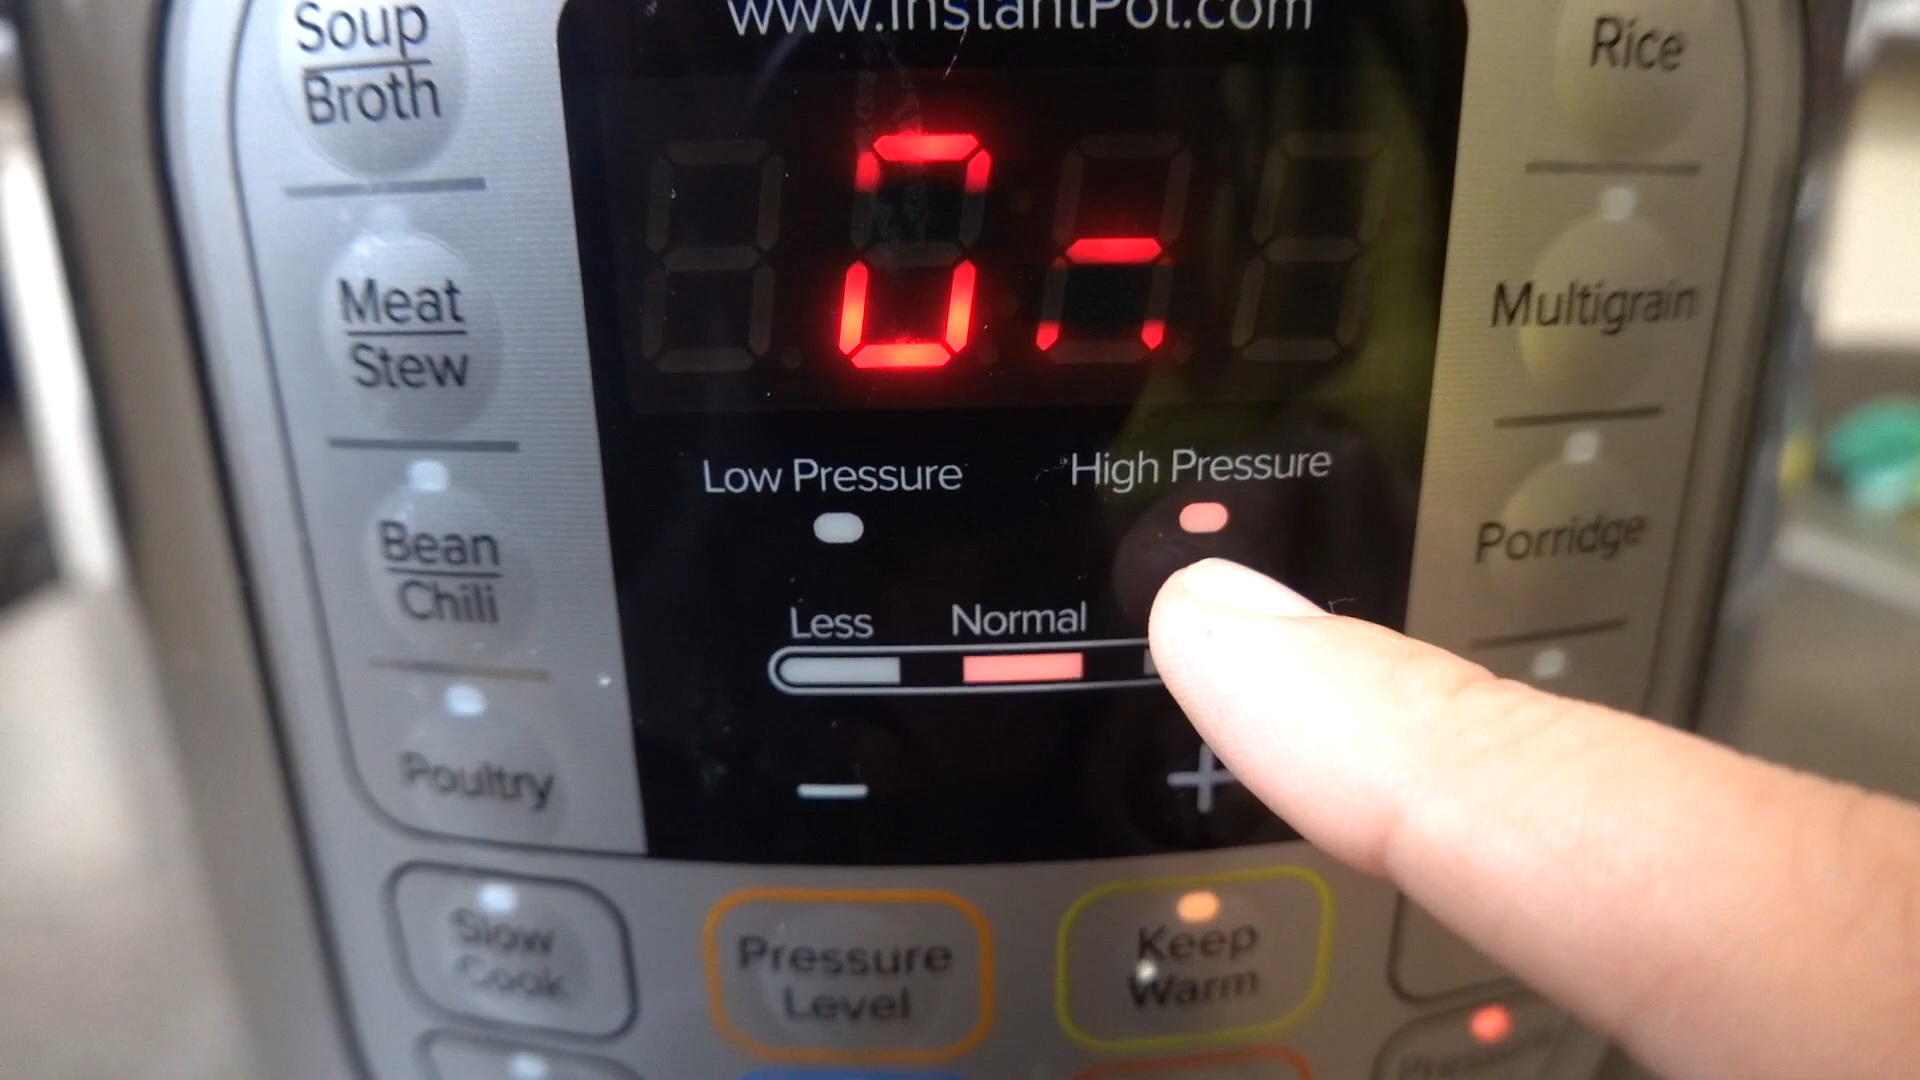 www.InstantPot.com
Soup
Broth
Rice
On
Meat
Stew
Multigrain
Low Pressure
High Pressure
Bean
Chili
Porridge
Less
Normal
Poultry
−
+
Slow
Cook
Pressure
Level
Keep
Warm